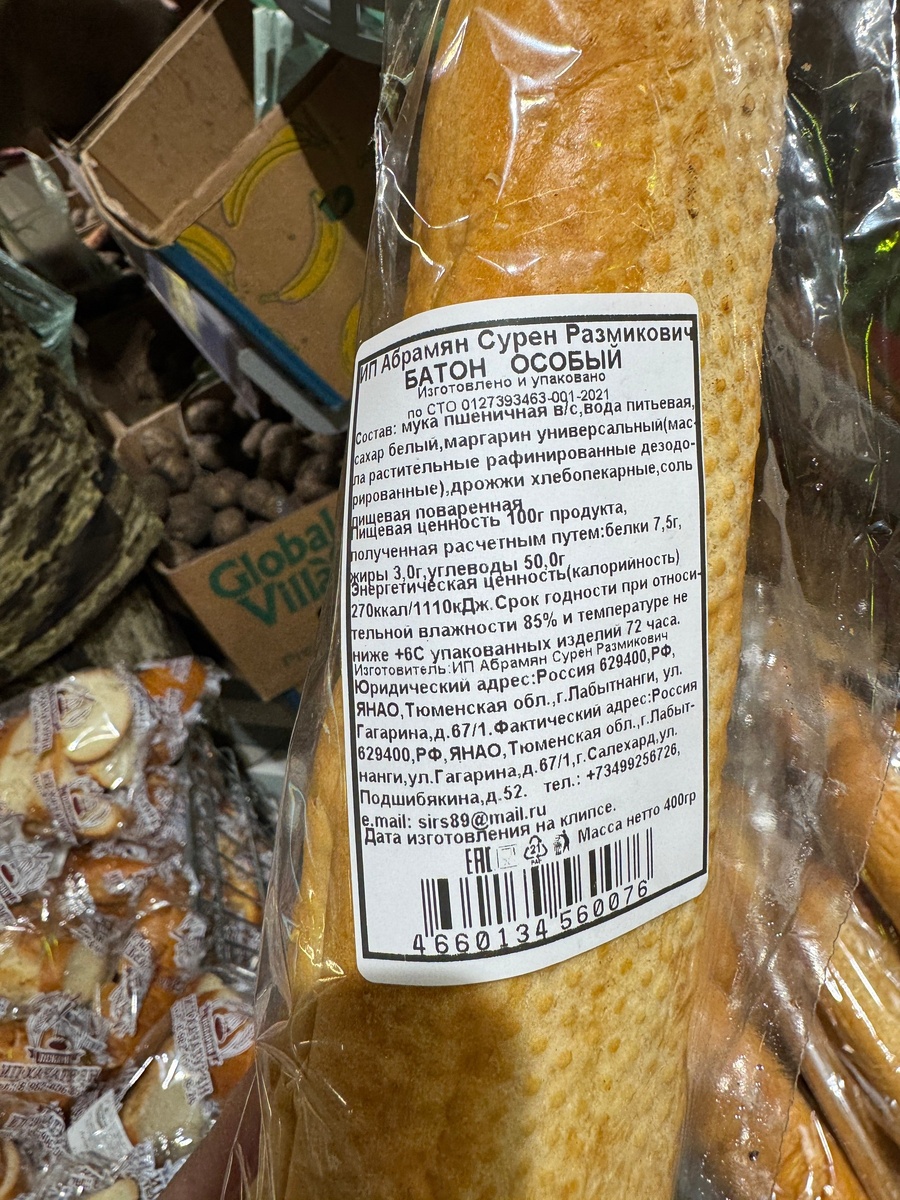 ИП Абрамян Сурен Размикович
БАТОН ОСОБЫЙ
Изготовлено и упаковано
по СТО 0127393463-001-2021
Состав: мука пшеничная в/с,вода питьевая,
сахар белый,маргарин универсальный(мас-
ла растительные рафинированные дезодо-
рированные),дрожжи хлебопекарные,соль
пищевая поваренная
Пищевая ценность 100г продукта,
полученная расчетным путем:белки 7,5г,
жиры 3,0г,углеводы 50,0г
Энергетическая ценность(калорийность)
270ккал/1110кДж.Срок годности при относи-
тельной влажности 85% и температуре не
ниже +6С упакованных изделий 72 часа.
Изготовитель:ИП Абрамян Сурен Размикович
Юридический адрес:Россия 629400,РФ,
ЯНАО,Тюменская обл.,г.Лабытнанги, ул.
Гагарина,д.67/1.Фактический адрес:Россия
629400,РФ,ЯНАО,Тюменская обл.,г.Лабыт-
нанги,ул.Гагарина,д.67/1,г.Салехард,ул.
Подшибякина,д.52. тел.: +73499256726,
e.mail: sirs89@mail.ru
Дата изготовления на клипсе.
Масса нетто 400гр
EAC
21
PAP
4660134560076
Global
Villa